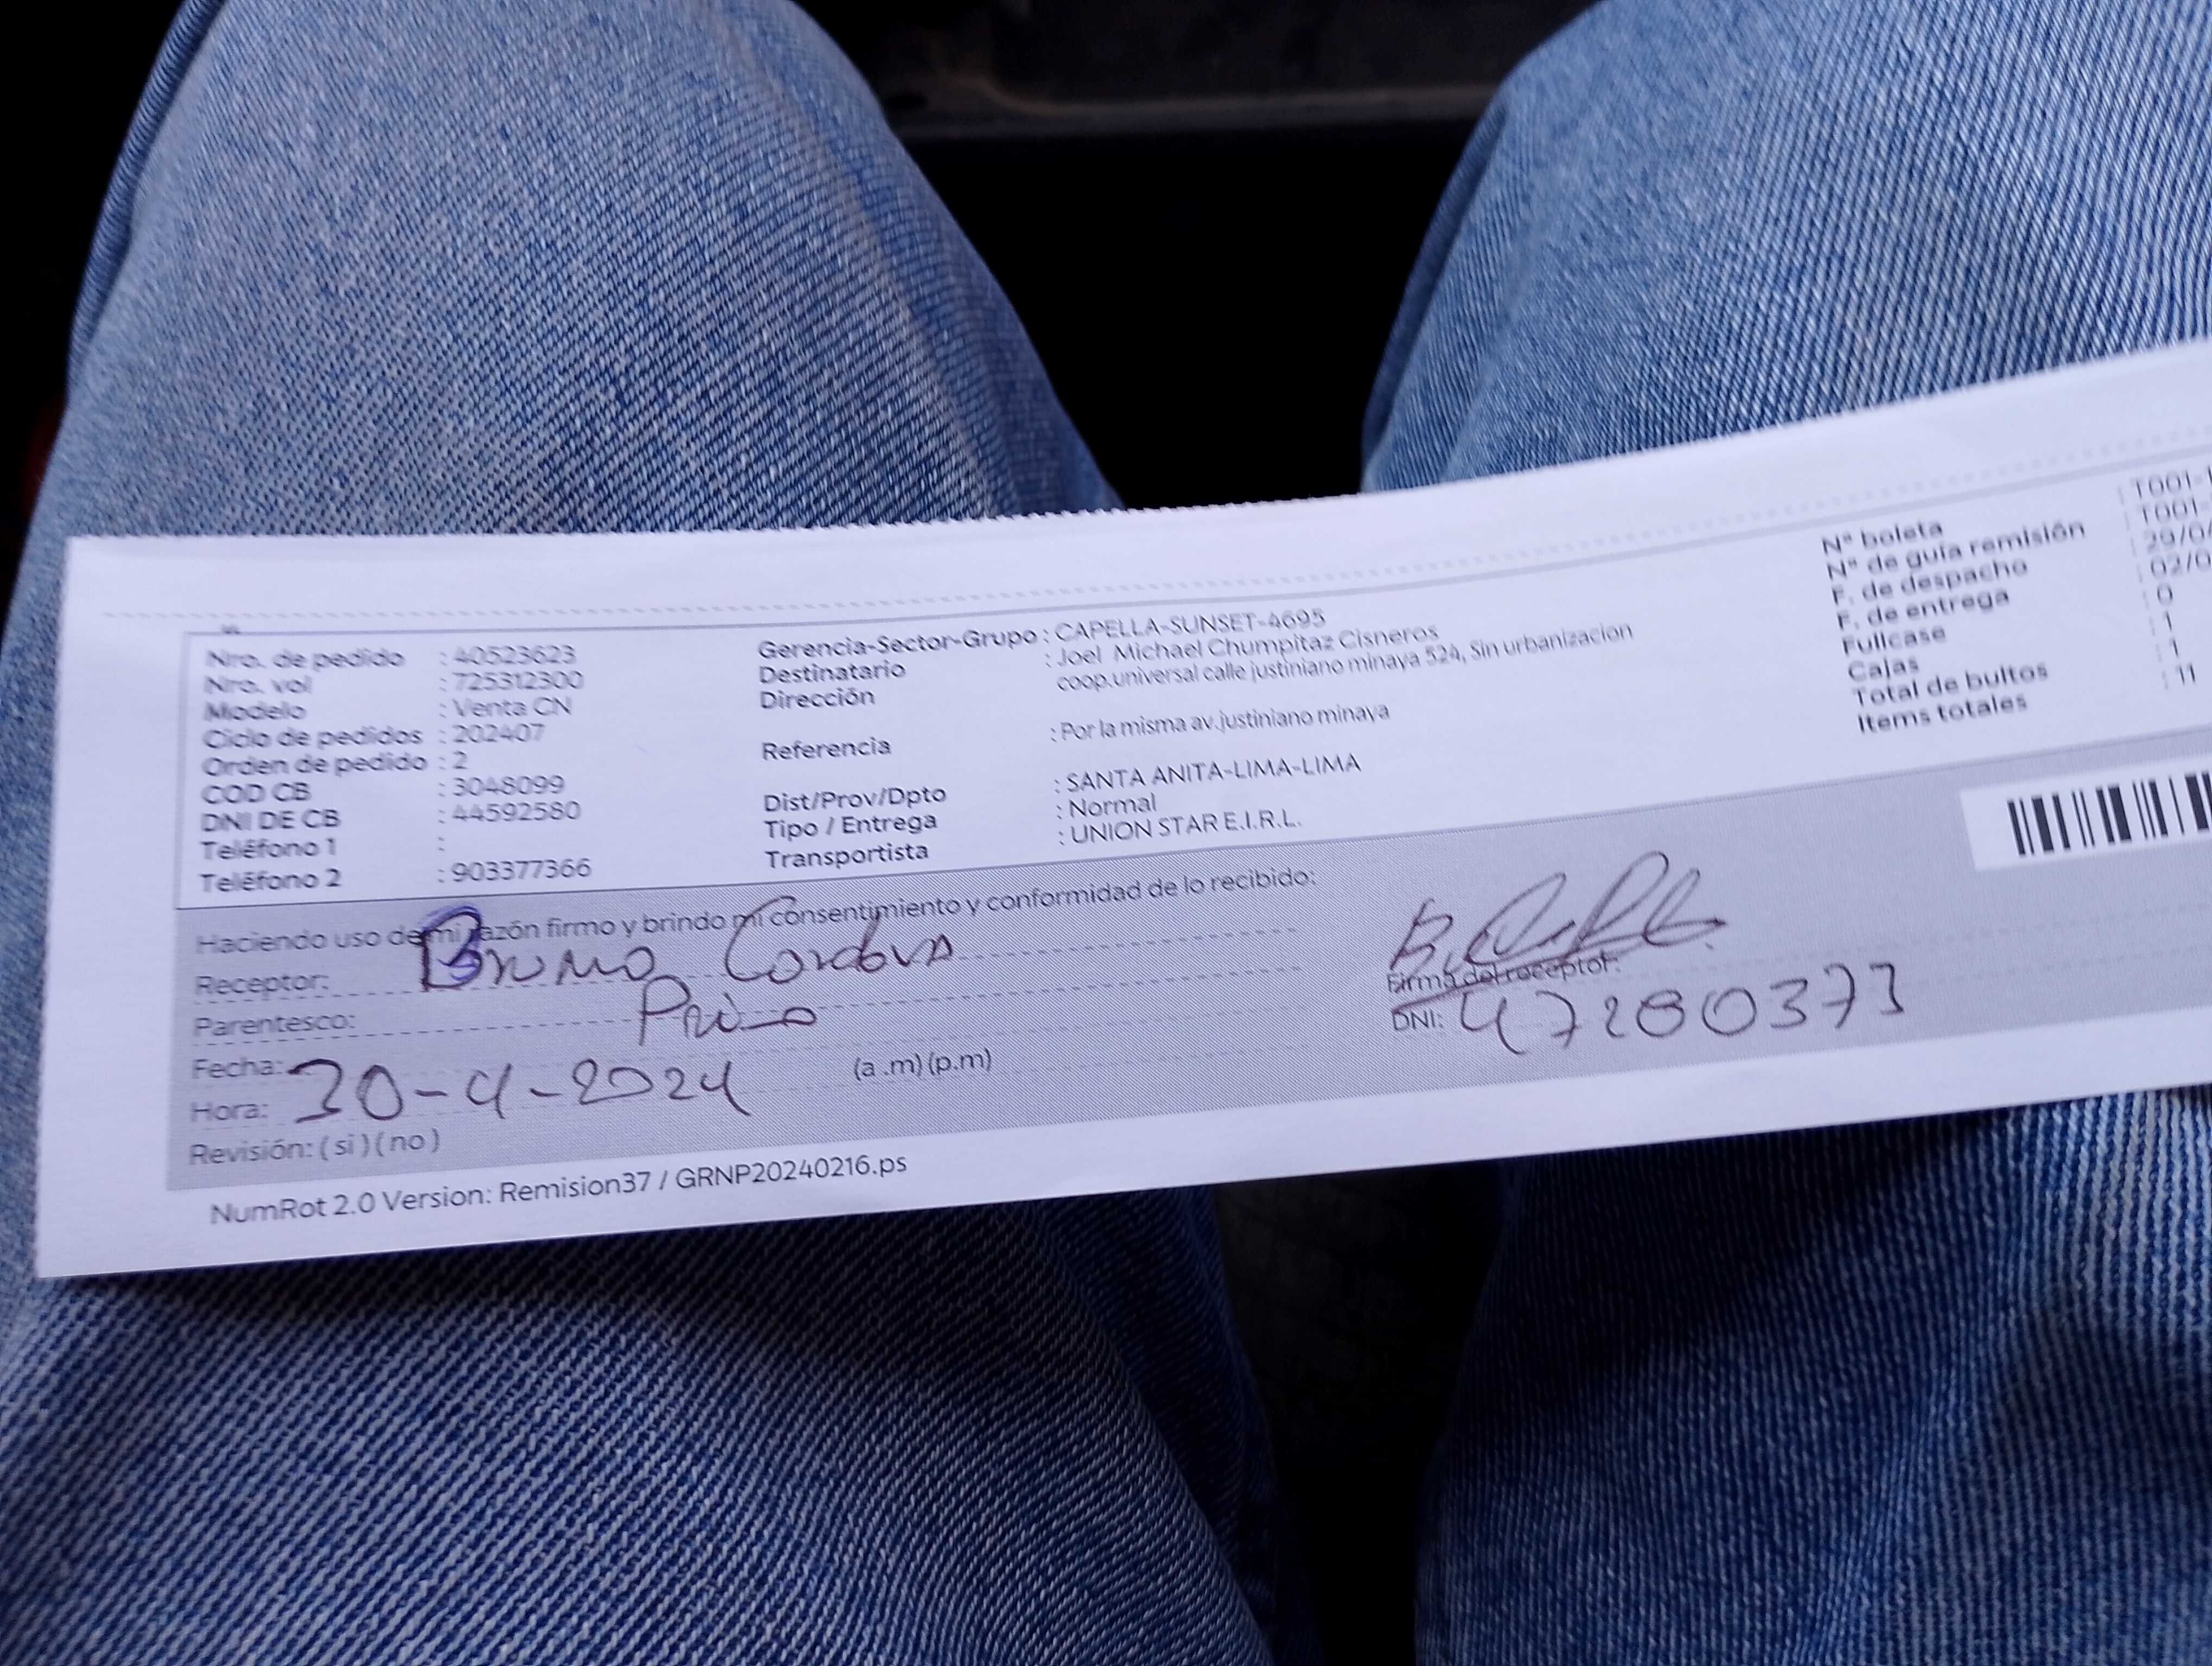 Nro. de pedido : 40523623
Nro. vol : 725312300
Modelo : Venta CN
Ciclo de pedidos : 202407
Orden de pedido : 2
COD CB : 3048099
DNI DE CB : 44592580
Teléfono 1 :
Teléfono 2 : 903377366
Gerencia-Sector-Grupo : CAPELLA-SUNSET-4695
Destinatario : Joel Michael Chumpitaz Cisneros
Dirección coop.universal calle justiniano minaya 524, Sin urbanizacion
Referencia : Por la misma av.justiniano minaya
Dist/Prov/Dpto : SANTA ANITA-LIMA-LIMA
Tipo / Entrega : Normal
Transportista : UNION STAR E.I.R.L.
N° boleta : T001-
N° de guía remisión : T001-
F. de despacho : 29/0
F. de entrega : 02/0
Fullcase : 0
Cajas : 1
Total de bultos : 1
Items totales : 11
Haciendo uso de mi razón firmo y brindo mi consentimiento y conformidad de lo recibido:
Receptor: Bruno Cordova
Parentesco: Primo
Fecha: 30-4-2024
Hora: (a.m) (p.m)
Revisión: ( si ) ( no )
Firma del receptor:
DNI: 47280373
NumRot 2.0 Version: Remision37 / GRNP20240216.ps